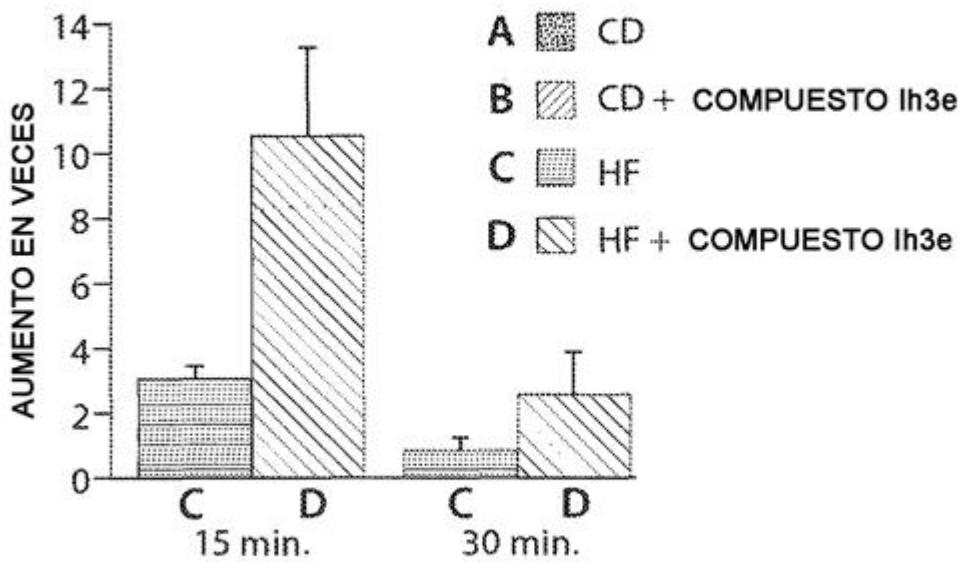 AUMENTO EN VECES
14
12
10
8
6
4
2
0
C D C D
15 min. 30 min.
A CD
B CD + COMPUESTO Ih3e
C HF
D HF + COMPUESTO Ih3e